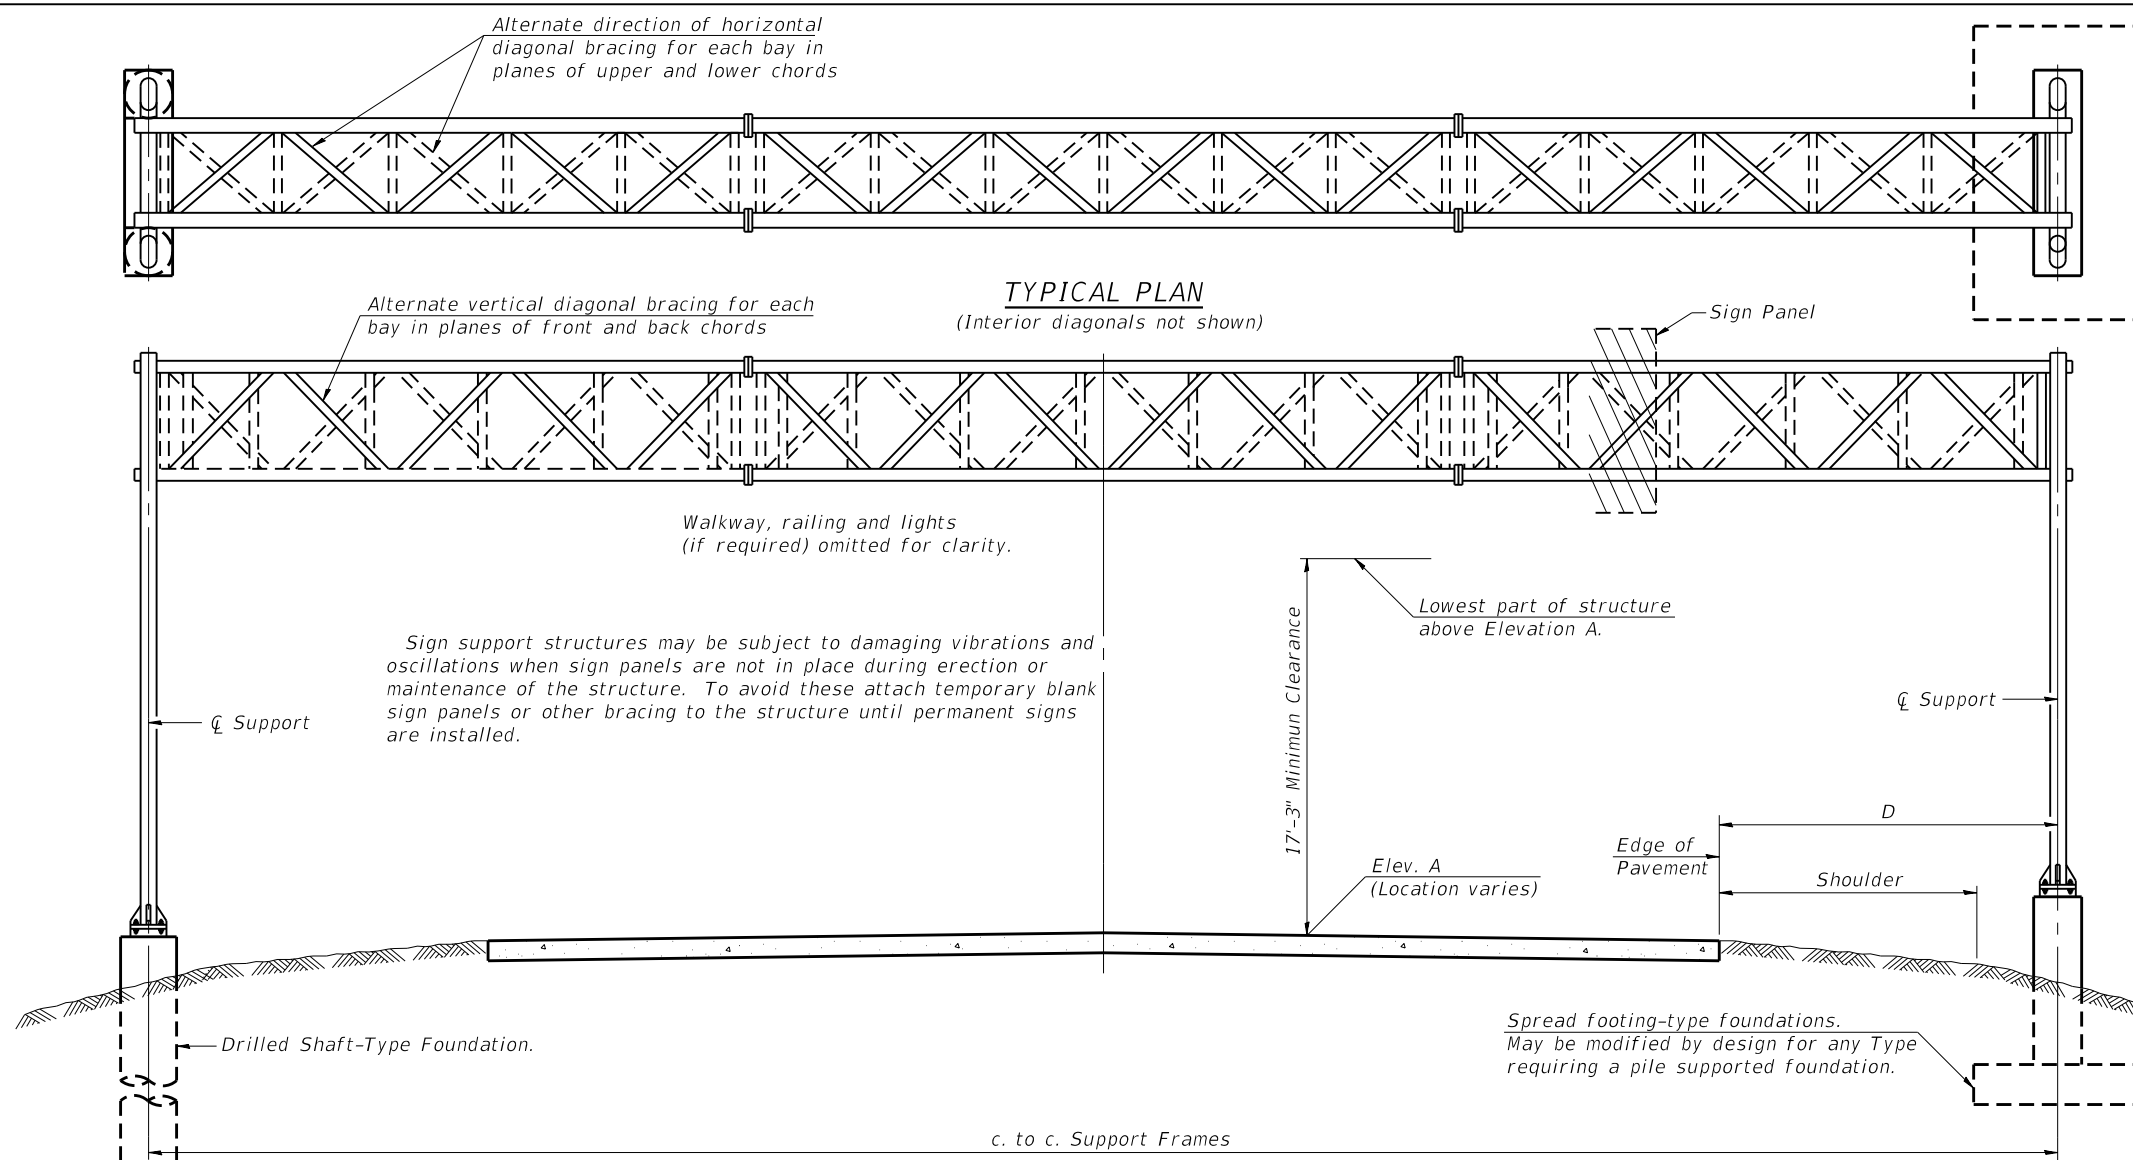 Alternate direction of horizontal
diagonal bracing for each bay in
planes of upper and lower chords
TYPICAL PLAN
(Interior diagonals not shown)
Alternate vertical diagonal bracing for each
bay in planes of front and back chords
Sign Panel
Walkway, railing and lights
(if required) omitted for clarity.
Lowest part of structure
above Elevation A.
17'-3" Minimun Clearance
Sign support structures may be subject to damaging vibrations and
oscillations when sign panels are not in place during erection or
maintenance of the structure. To avoid these attach temporary blank
sign panels or other bracing to the structure until permanent signs
are installed.
℄ Support
℄ Support
D
Edge of
Pavement
Shoulder
Elev. A
(Location varies)
Drilled Shaft-Type Foundation.
Spread footing-type foundations.
May be modified by design for any Type
requiring a pile supported foundation.
c. to c. Support Frames